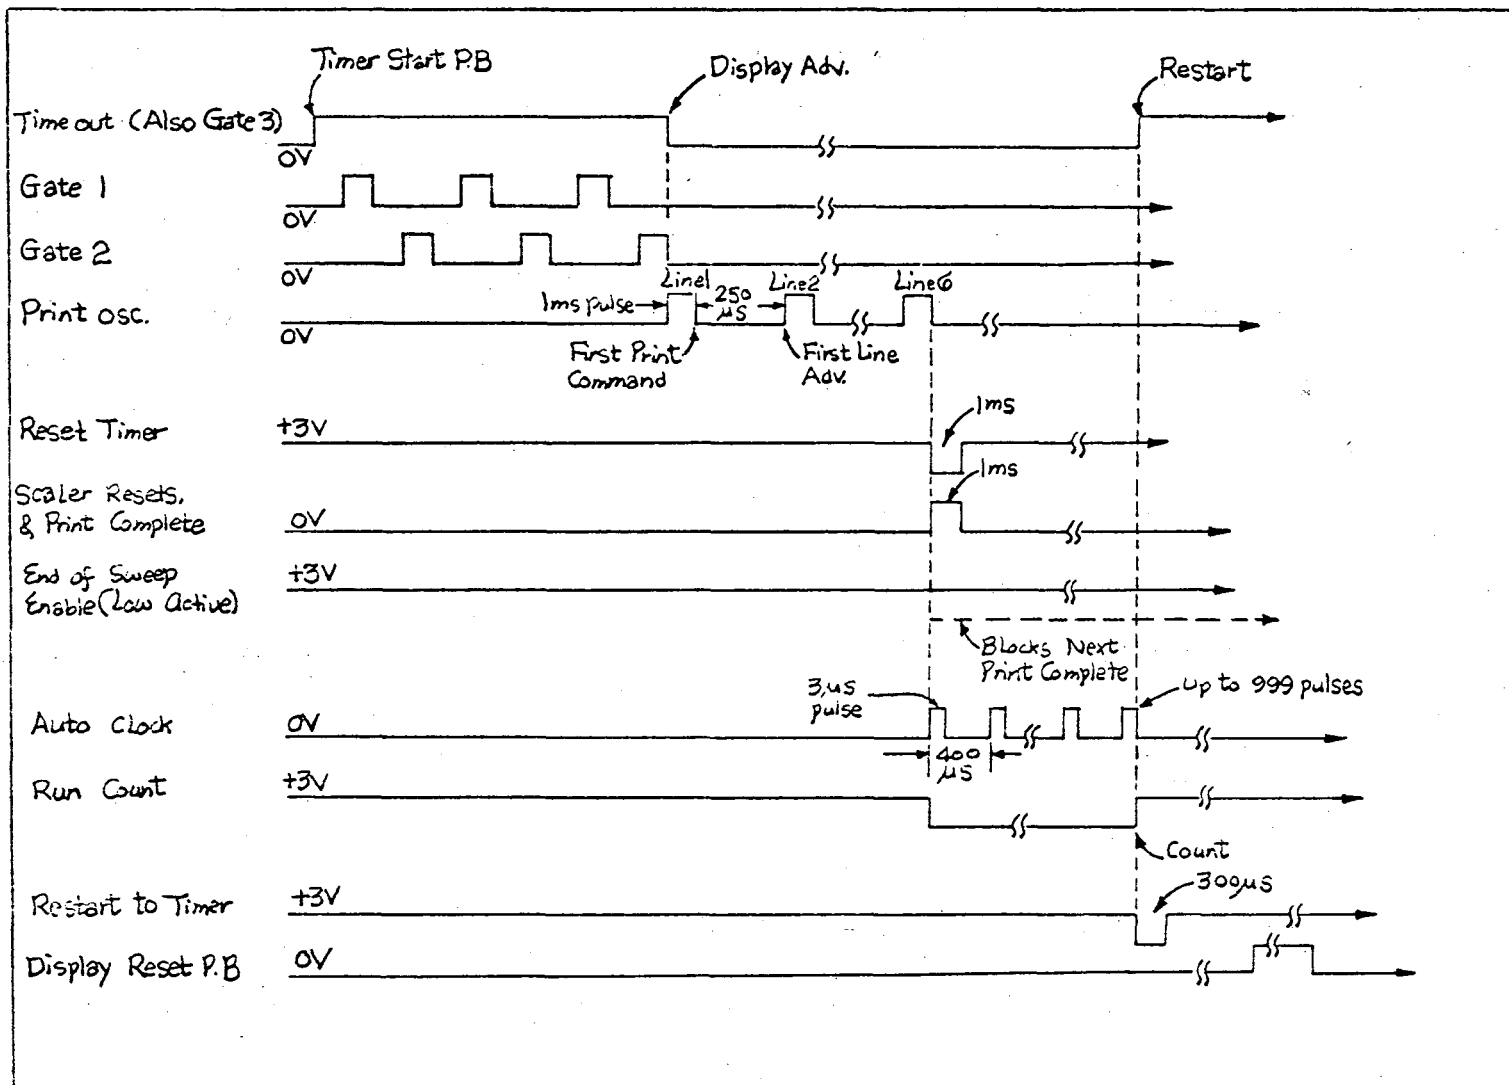 Timer Start P.B
Display Adv.
Restart
Time out (Also Gate 3)
0V
Gate 1
0V
Gate 2
0V
Line1
Line2
Line6
1ms pulse
250
μs
Print osc.
0V
First Print
Command
First Line
Adv.
Reset Timer
+3V
1ms
Scaler Resets,
& Print Complete
0V
1ms
End of Sweep
Enable (Low Active)
+3V
Blocks Next
Print Complete
3μs
pulse
up to 999 pulses
Auto Clock
0V
400
μs
Run Count
+3V
Count
300μs
Restart to Timer
+3V
Display Reset P.B
0V